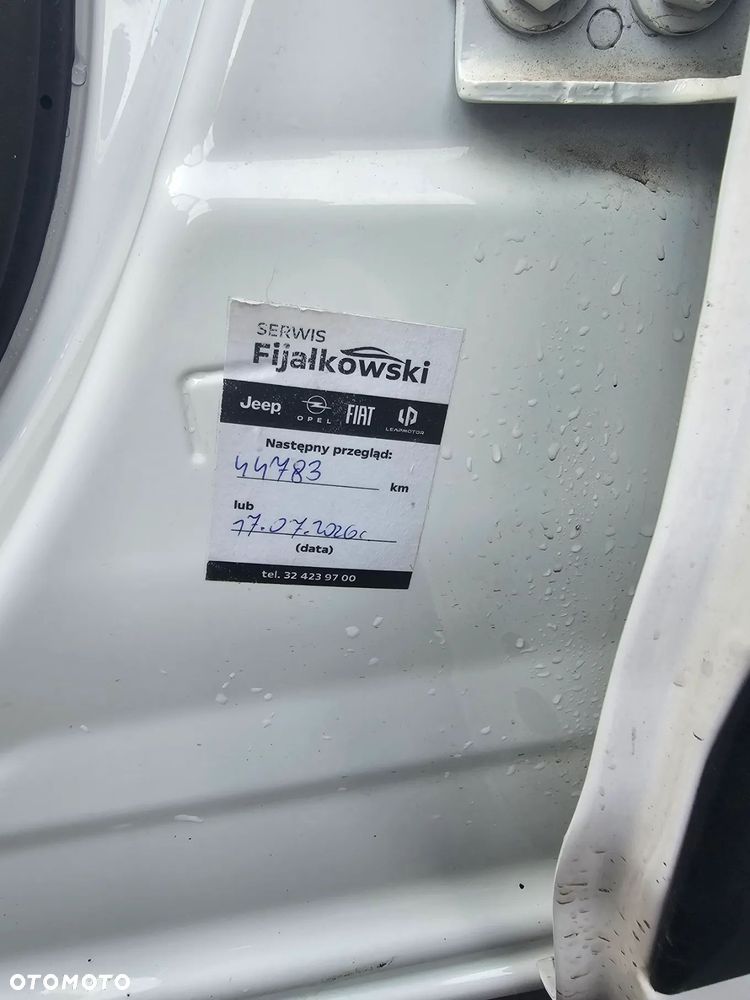 SERWIS
Fijałkowski
Jeep OPEL FIAT LEAPMOTOR
Następny przegląd:
44783 km
lub
17.07.2026r.
(data)
tel. 32 423 97 00
OTOMOTO